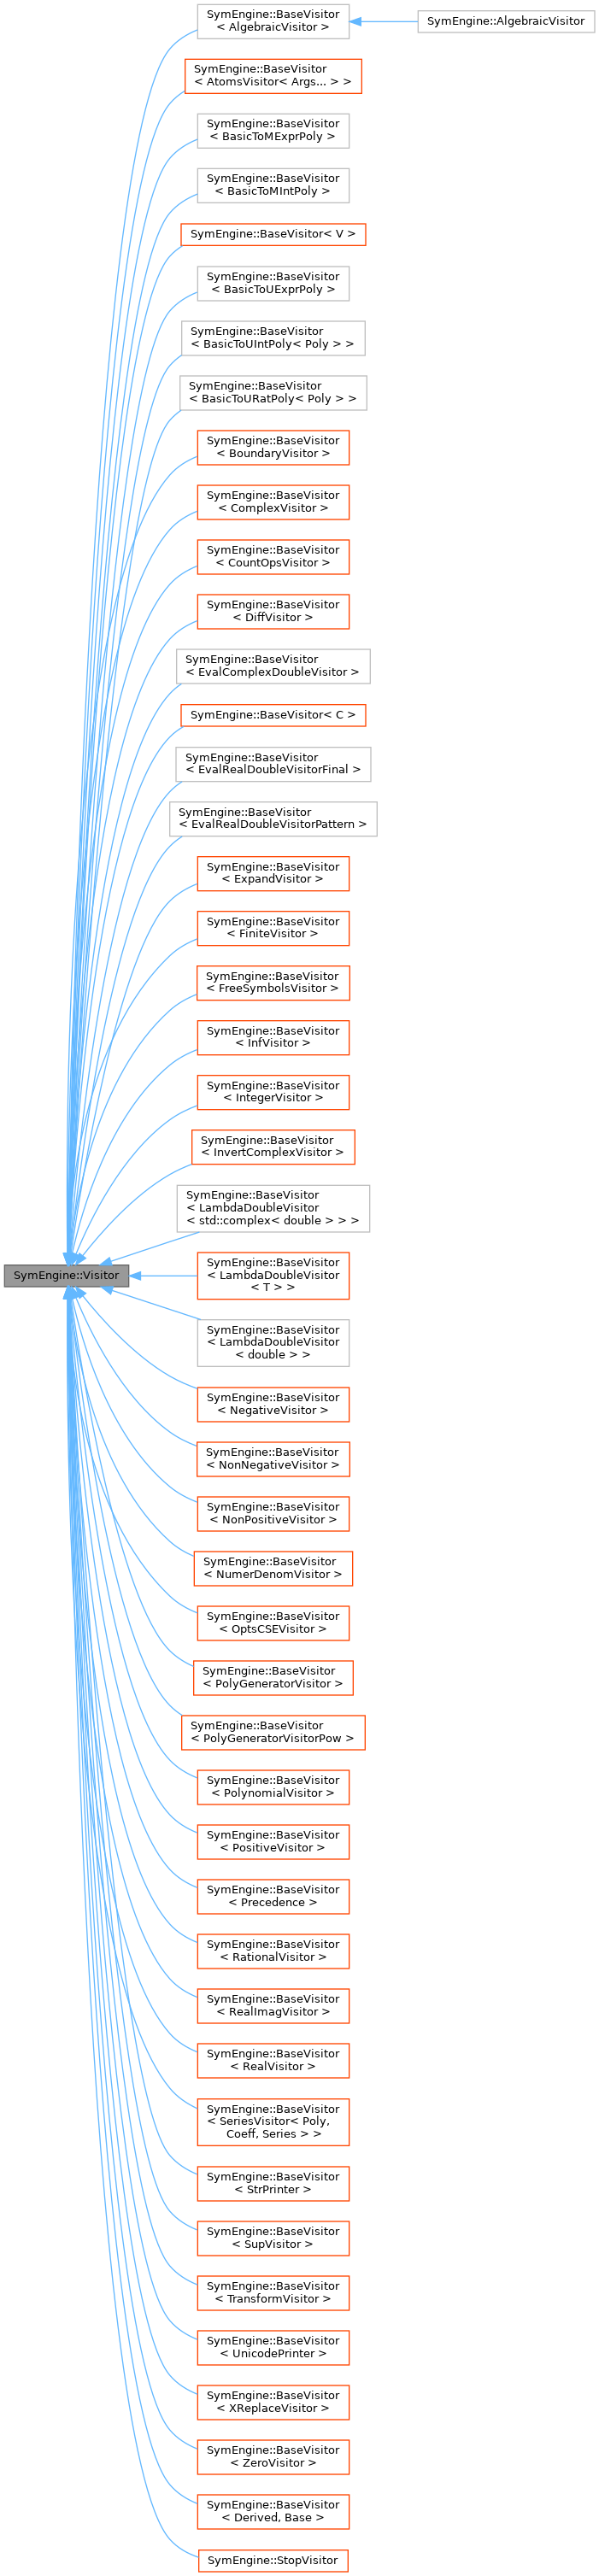 SymEngine::BaseVisitor
< AlgebraicVisitor >
SymEngine::AlgebraicVisitor
SymEngine::BaseVisitor
< AtomsVisitor< Args... > >
SymEngine::BaseVisitor
< BasicToMExprPoly >
SymEngine::BaseVisitor
< BasicToMIntPoly >
SymEngine::BaseVisitor< V >
SymEngine::BaseVisitor
< BasicToUExprPoly >
SymEngine::BaseVisitor
< BasicToUIntPoly< Poly > >
SymEngine::BaseVisitor
< BasicToURatPoly< Poly > >
SymEngine::BaseVisitor
< BoundaryVisitor >
SymEngine::BaseVisitor
< ComplexVisitor >
SymEngine::BaseVisitor
< CountOpsVisitor >
SymEngine::BaseVisitor
< DiffVisitor >
SymEngine::BaseVisitor
< EvalComplexDoubleVisitor >
SymEngine::BaseVisitor< C >
SymEngine::BaseVisitor
< EvalRealDoubleVisitorFinal >
SymEngine::BaseVisitor
< EvalRealDoubleVisitorPattern >
SymEngine::BaseVisitor
< ExpandVisitor >
SymEngine::BaseVisitor
< FiniteVisitor >
SymEngine::BaseVisitor
< FreeSymbolsVisitor >
SymEngine::BaseVisitor
< InfVisitor >
SymEngine::BaseVisitor
< IntegerVisitor >
SymEngine::BaseVisitor
< InvertComplexVisitor >
SymEngine::BaseVisitor
< LambdaDoubleVisitor
< std::complex< double > > >
SymEngine::Visitor
SymEngine::BaseVisitor
< LambdaDoubleVisitor
< T > >
SymEngine::BaseVisitor
< LambdaDoubleVisitor
< double > >
SymEngine::BaseVisitor
< NegativeVisitor >
SymEngine::BaseVisitor
< NonNegativeVisitor >
SymEngine::BaseVisitor
< NonPositiveVisitor >
SymEngine::BaseVisitor
< NumerDenomVisitor >
SymEngine::BaseVisitor
< OptsCSEVisitor >
SymEngine::BaseVisitor
< PolyGeneratorVisitor >
SymEngine::BaseVisitor
< PolyGeneratorVisitorPow >
SymEngine::BaseVisitor
< PolynomialVisitor >
SymEngine::BaseVisitor
< PositiveVisitor >
SymEngine::BaseVisitor
< Precedence >
SymEngine::BaseVisitor
< RationalVisitor >
SymEngine::BaseVisitor
< RealImagVisitor >
SymEngine::BaseVisitor
< RealVisitor >
SymEngine::BaseVisitor
< SeriesVisitor< Poly,
Coeff, Series > >
SymEngine::BaseVisitor
< StrPrinter >
SymEngine::BaseVisitor
< SupVisitor >
SymEngine::BaseVisitor
< TransformVisitor >
SymEngine::BaseVisitor
< UnicodePrinter >
SymEngine::BaseVisitor
< XReplaceVisitor >
SymEngine::BaseVisitor
< ZeroVisitor >
SymEngine::BaseVisitor
< Derived, Base >
SymEngine::StopVisitor